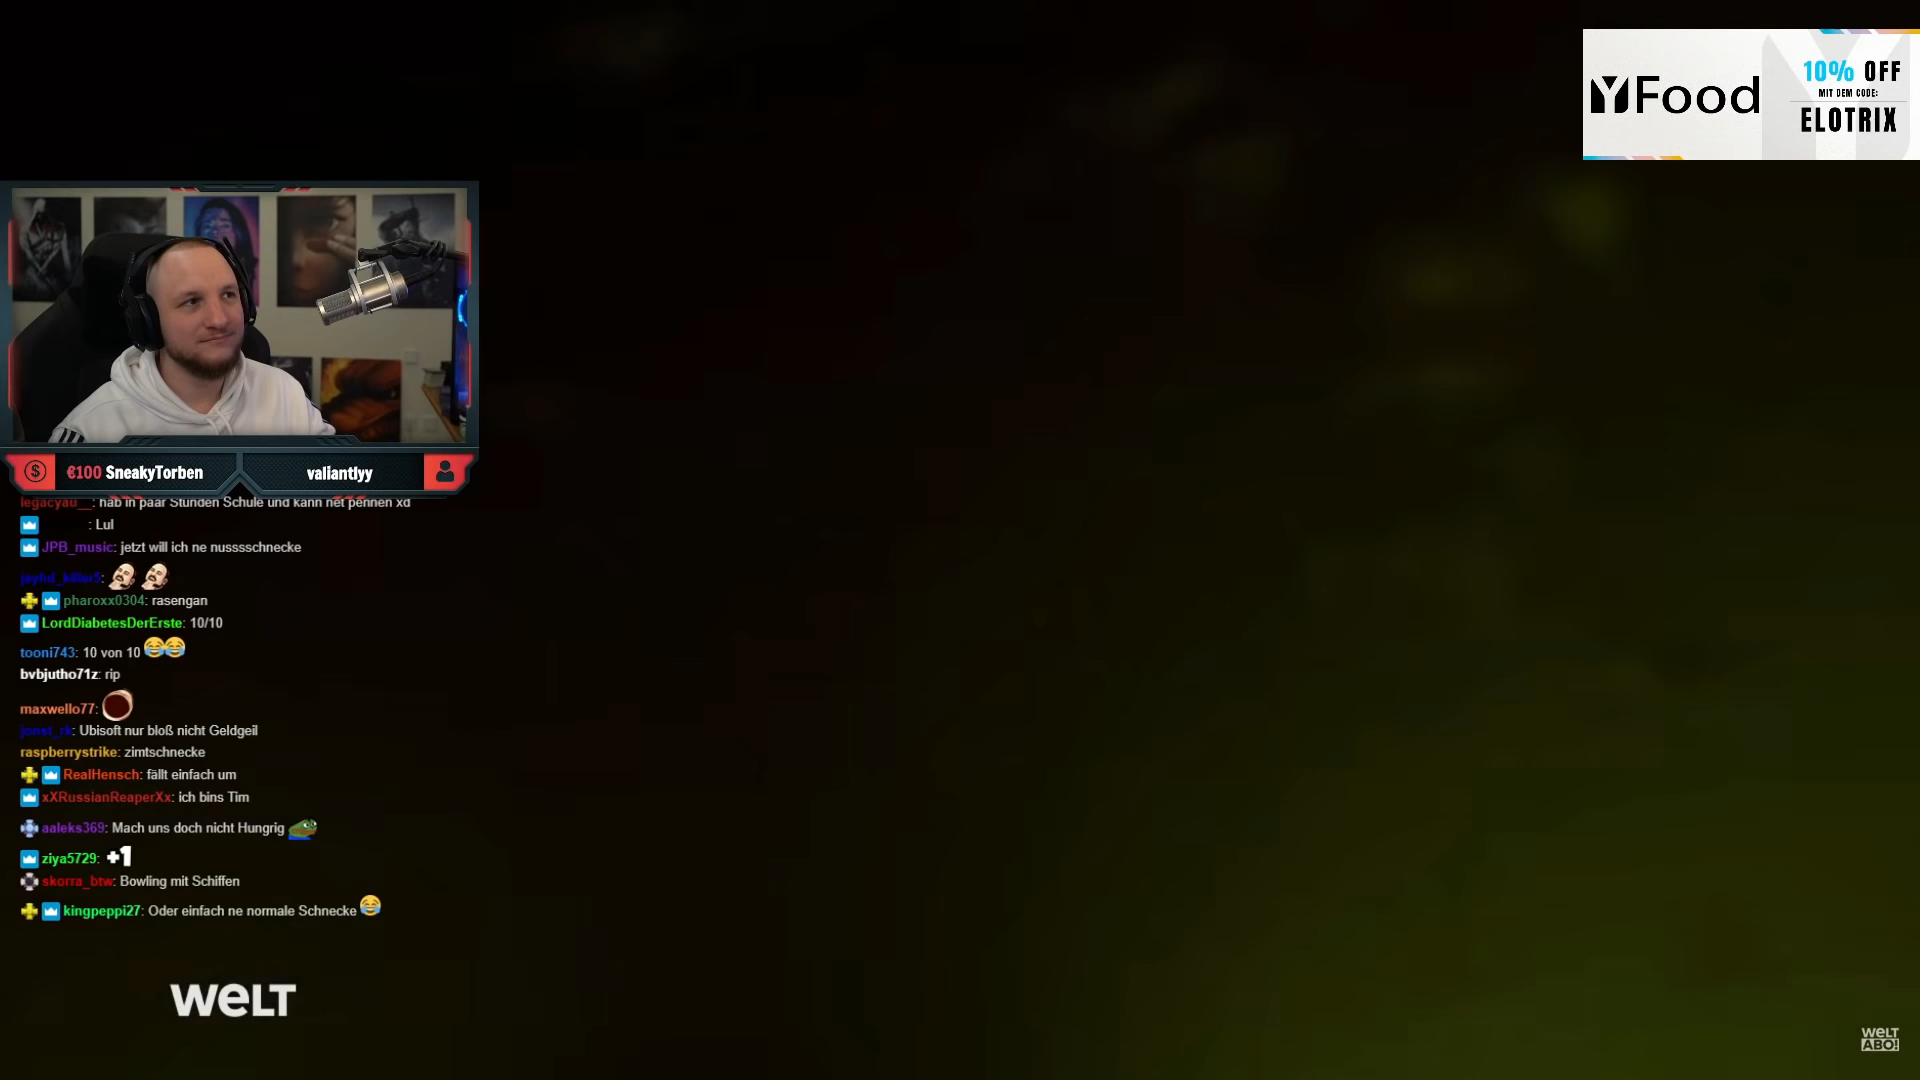 YFood
10% OFF
MIT DEM CODE:
ELOTRIX
€100 SneakyTorben
valiantlyy
legacyau__: hab in paar Stunden Schule und kann net pennen xd
: Lul
JPB_music: jetzt will ich ne nusssschnecke
jayhd_killer5:
pharoxx0304: rasengan
LordDiabetesDerErste: 10/10
tooni743: 10 von 10 😂😂
bvbjutho71z: rip
maxwello77:
jonst_rk: Ubisoft nur bloß nicht Geldgeil
raspberrystrike: zimtschnecke
RealHensch: fällt einfach um
xXRussianReaperXx: ich bins Tim
aaleks369: Mach uns doch nicht Hungrig
ziya5729: +1
skorra_btw: Bowling mit Schiffen
kingpeppi27: Oder einfach ne normale Schnecke 😂
WELT
WELT
ABO!